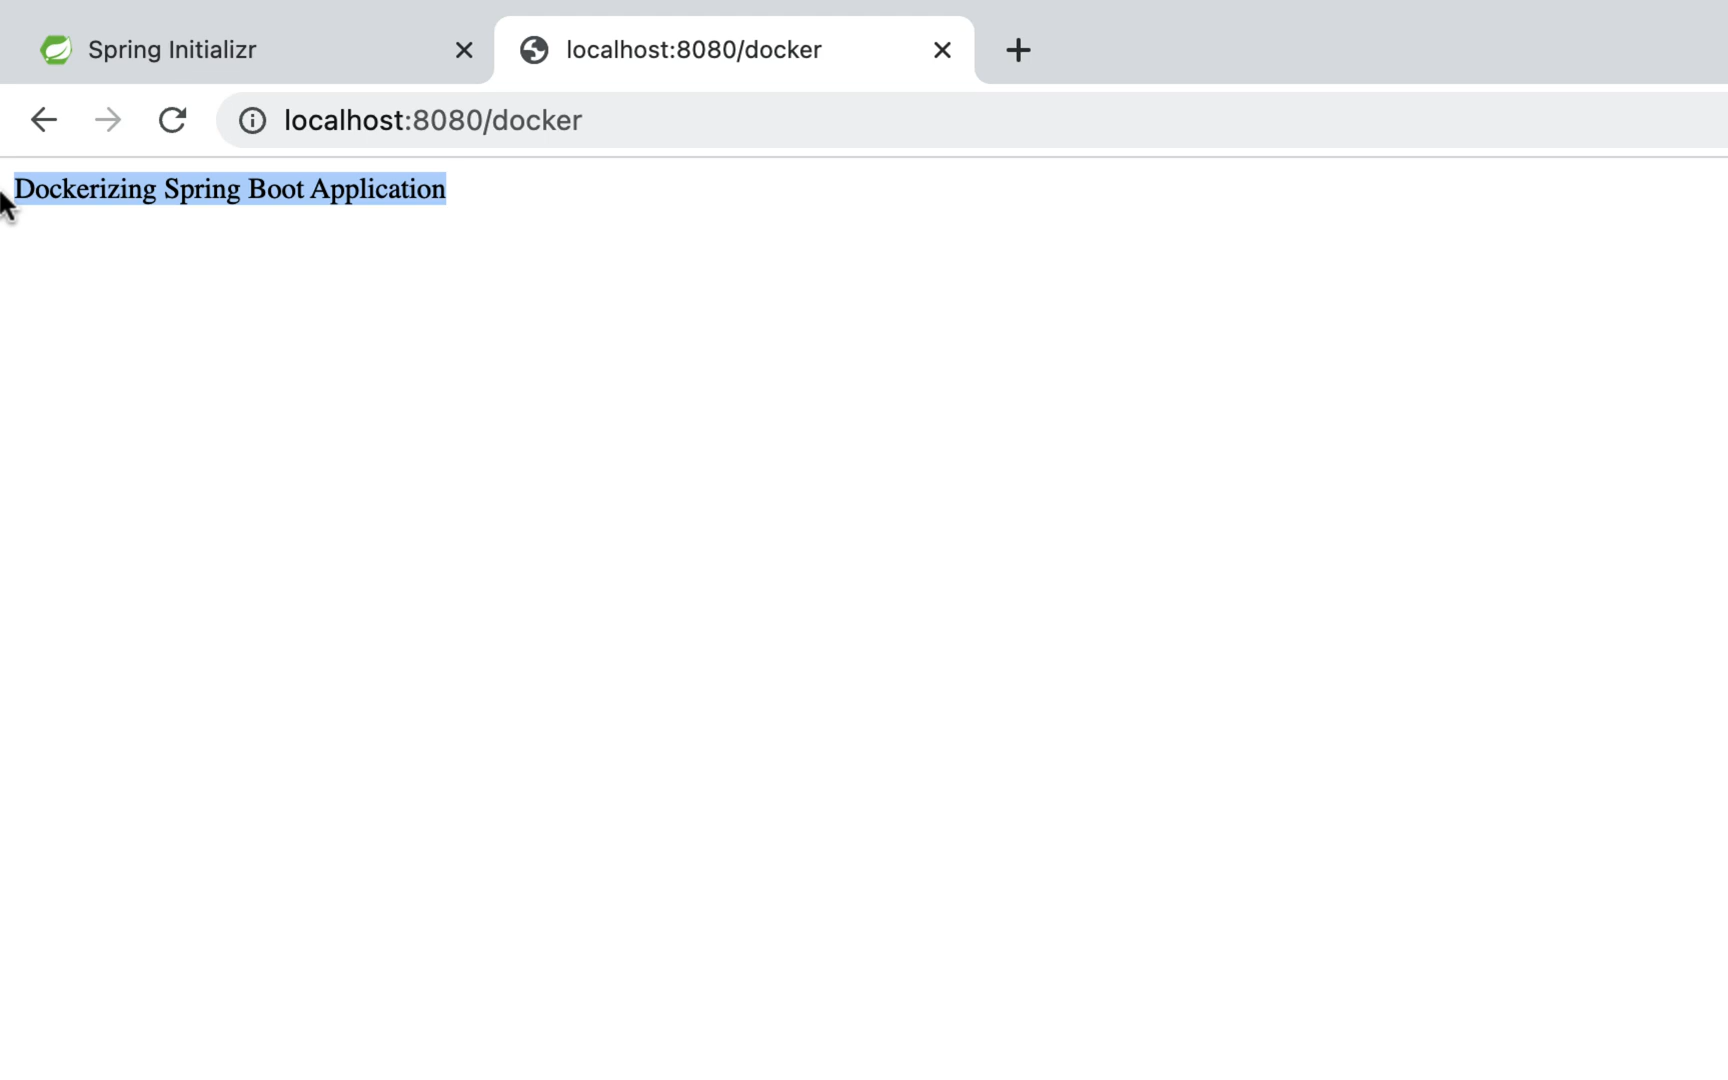 Spring Initializr
localhost:8080/docker
localhost:8080/docker
Dockerizing Spring Boot Application